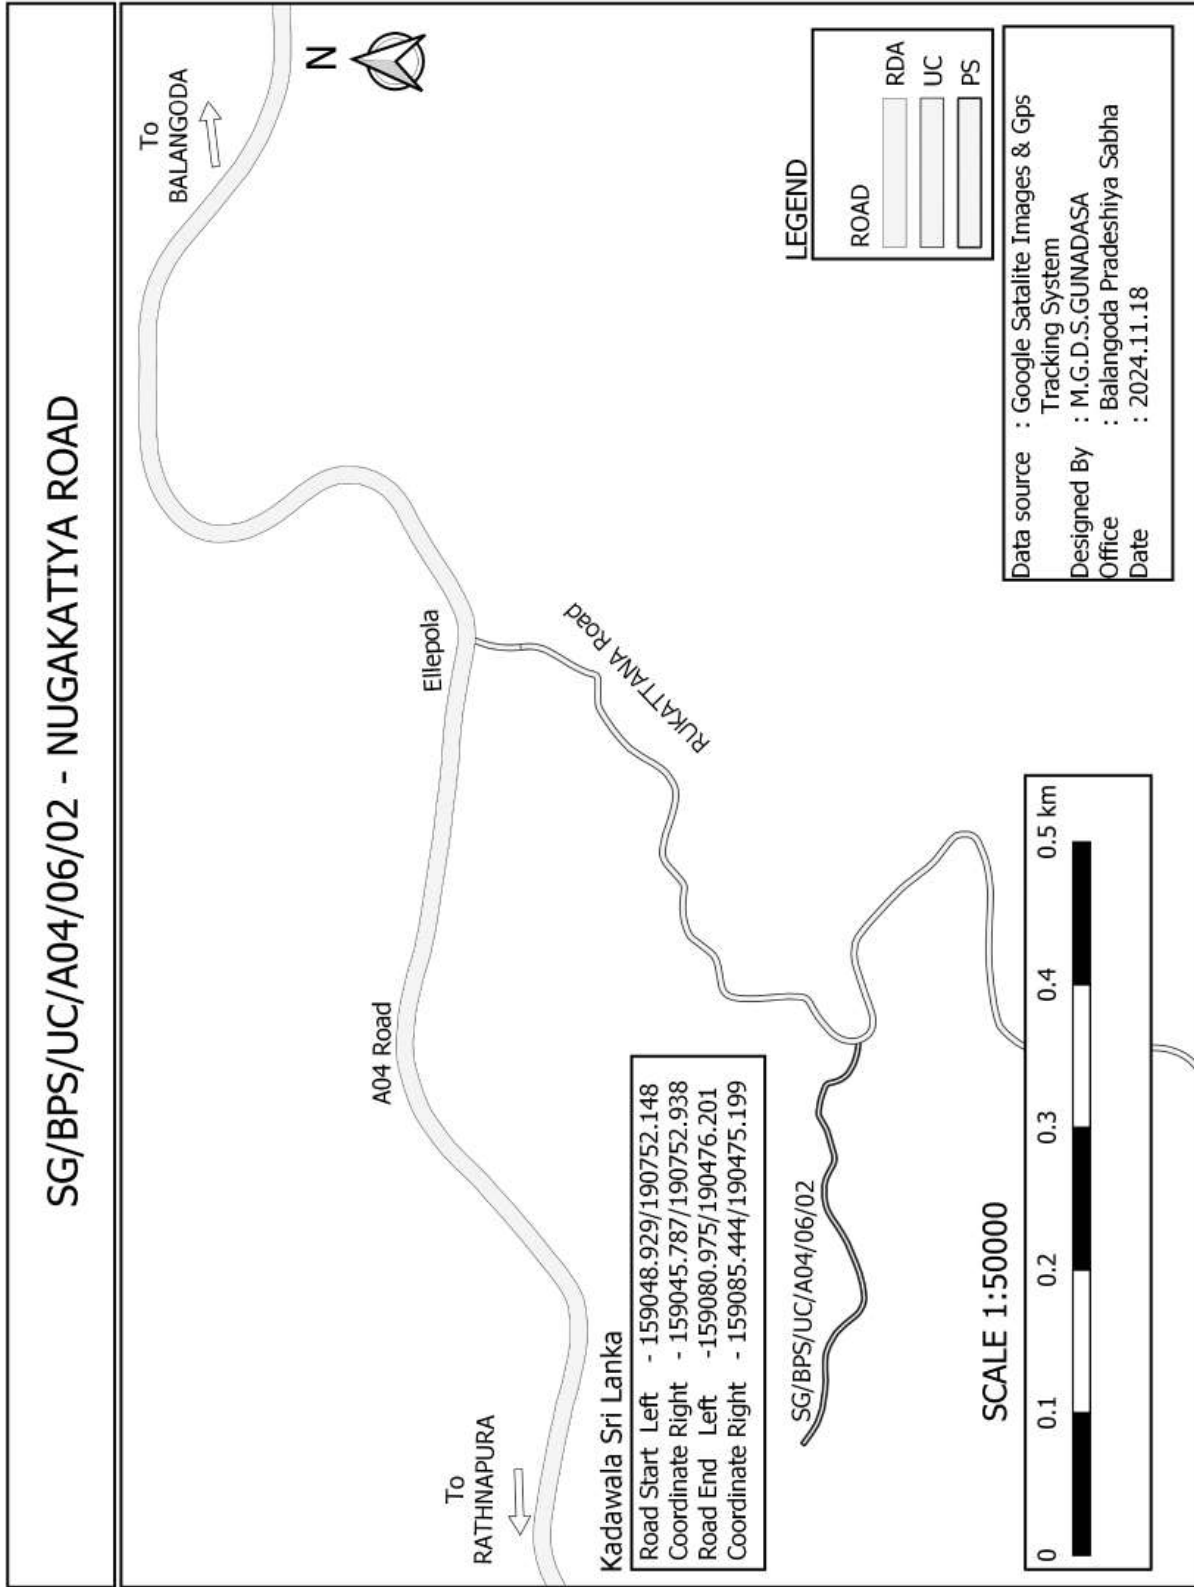 SG/BPS/UC/A04/06/02 - NUGAKATIYA ROAD
To
BALANGODA
N
Ellepola
A04 Road
RUKATTANA Road
To
RATHNAPURA
LEGEND
ROAD
RDA
UC
PS
Kadawala Sri Lanka
Road Start Left - 159048.929/190752.148
Coordinate Right - 159045.787/190752.938
Road End Left -159080.975/190476.201
Coordinate Right - 159085.444/190475.199
SG/BPS/UC/A04/06/02
SCALE 1:50000
0 0.1 0.2 0.3 0.4 0.5 km
Data source : Google Satalite Images & Gps
Tracking System
Designed By : M.G.D.S.GUNADASA
Office : Balangoda Pradeshiya Sabha
Date : 2024.11.18